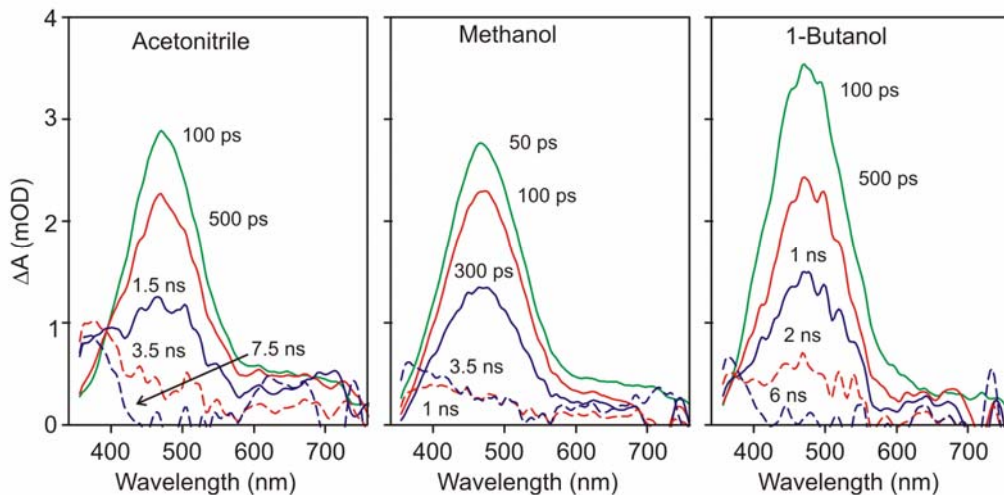 Acetonitrile
Methanol
1-Butanol
ΔA (mOD)
4
3
2
1
0
100 ps
500 ps
1.5 ns
3.5 ns
7.5 ns
50 ps
100 ps
300 ps
3.5 ns
1 ns
100 ps
500 ps
1 ns
2 ns
6 ns
400 500 600 700
400 500 600 700
400 500 600 700
Wavelength (nm)
Wavelength (nm)
Wavelength (nm)